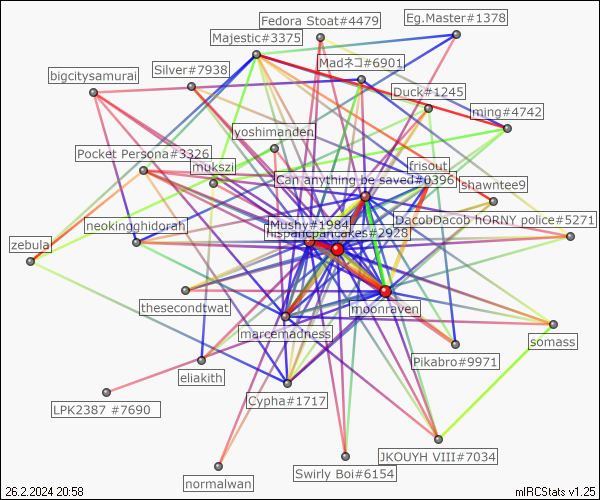 Fedora Stoat#4479
Eg.Master#1378
Majestic#3375
Madネコ#6901
Silver#7938
bigcitysamurai
Duck#1245
ming#4742
yoshimanden
Pocket Persona#3326
mukszi
frisout
Can anything be saved#0396
shawntee9
neokingghidorah
Mushy#1984
DacobDacob hORNY police#5271
hispanicpancakes#2928
zebula
thesecondtwat
moonraven
marcemadness
somass
Pikabro#9971
eliakith
Cypha#1717
LPK2387 #7690
JKOUYH VIII#7034
Swirly Boi#6154
normalwan
26.2.2024 20:58
mIRCStats v1.25